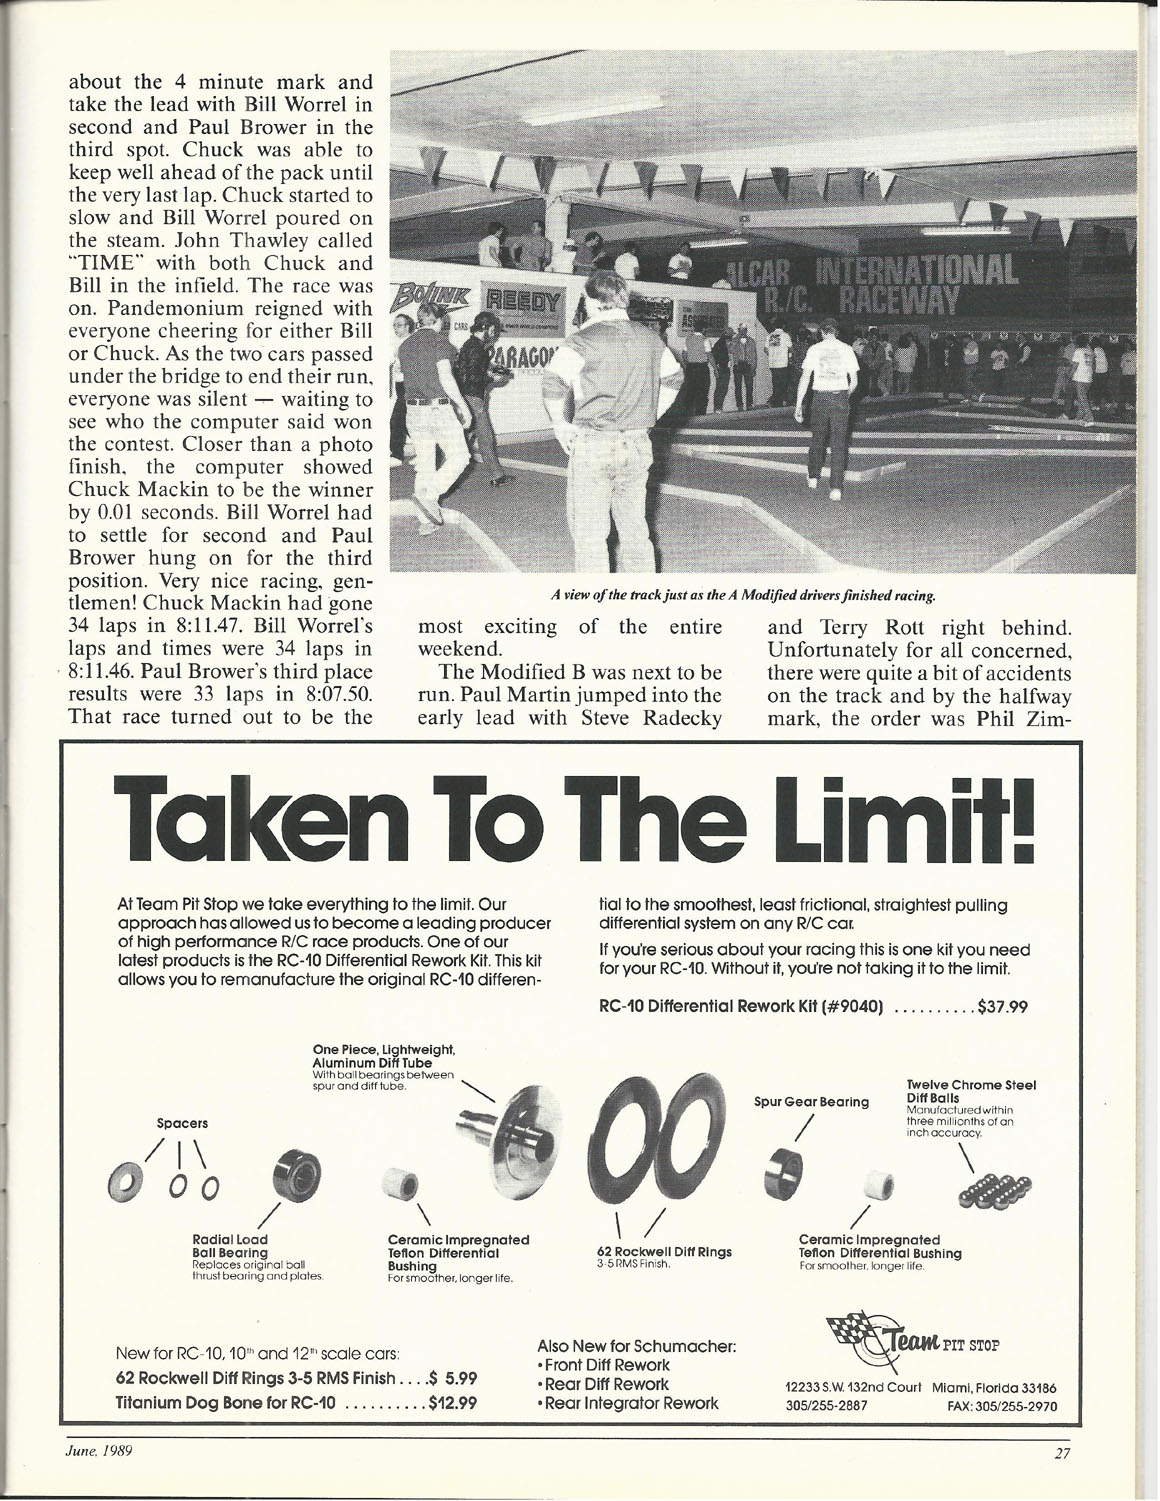 about the 4 minute mark and
take the lead with Bill Worrel in
second and Paul Brower in the
third spot. Chuck was able to
keep well ahead of the pack until
the very last lap. Chuck started to
slow and Bill Worrel poured on
the steam. John Thawley called
"TIME" with both Chuck and
Bill in the infield. The race was
on. Pandemonium reigned with
everyone cheering for either Bill
or Chuck. As the two cars passed
under the bridge to end their run,
everyone was silent — waiting to
see who the computer said won
the contest. Closer than a photo
finish, the computer showed
Chuck Mackin to be the winner
by 0.01 seconds. Bill Worrel had
to settle for second and Paul
Brower hung on for the third
position. Very nice racing, gen-
tlemen! Chuck Mackin had gone
34 laps in 8:11.47. Bill Worrel's
laps and times were 34 laps in
8:11.46. Paul Brower's third place
results were 33 laps in 8:07.50.
That race turned out to be the
BoLINK
REEDY
CARS
PARAGON
ASSOCIATED
ALCAR INTERNATIONAL
R/C. RACEWAY
A view of the track just as the A Modified drivers finished racing.
most exciting of the entire
weekend.
The Modified B was next to be
run. Paul Martin jumped into the
early lead with Steve Radecky
and Terry Rott right behind.
Unfortunately for all concerned,
there were quite a bit of accidents
on the track and by the halfway
mark, the order was Phil Zim-
Taken To The Limit!
At Team Pit Stop we take everything to the limit. Our
approach has allowed us to become a leading producer
of high performance R/C race products. One of our
latest products is the RC-10 Differential Rework Kit. This kit
allows you to remanufacture the original RC-10 differen-
tial to the smoothest, least frictional, straightest pulling
differential system on any R/C car.
If you're serious about your racing this is one kit you need
for your RC-10. Without it, you're not taking it to the limit.
RC-10 Differential Rework Kit (#9040) .......... $37.99
One Piece, Lightweight,
Aluminum Diff Tube
With ball bearings between
spur and diff tube.
Spacers
Spur Gear Bearing
Twelve Chrome Steel
Diff Balls
Manufactured within
three millionths of an
inch accuracy.
Radial Load
Ball Bearing
Replaces original ball
thrust bearing and plates.
Ceramic Impregnated
Teflon Differential
Bushing
For smoother, longer life.
62 Rockwell Diff Rings
3-5 RMS Finish.
Ceramic Impregnated
Teflon Differential Bushing
For smoother, longer life.
New for RC-10, 10th and 12th scale cars:
62 Rockwell Diff Rings 3-5 RMS Finish ....$ 5.99
Titanium Dog Bone for RC-10 ..........$12.99
Also New for Schumacher:
• Front Diff Rework
• Rear Diff Rework
• Rear Integrator Rework
Team PIT STOP
12233 S.W. 132nd Court Miami, Florida 33186
305/255-2887 FAX: 305/255-2970
June, 1989
27